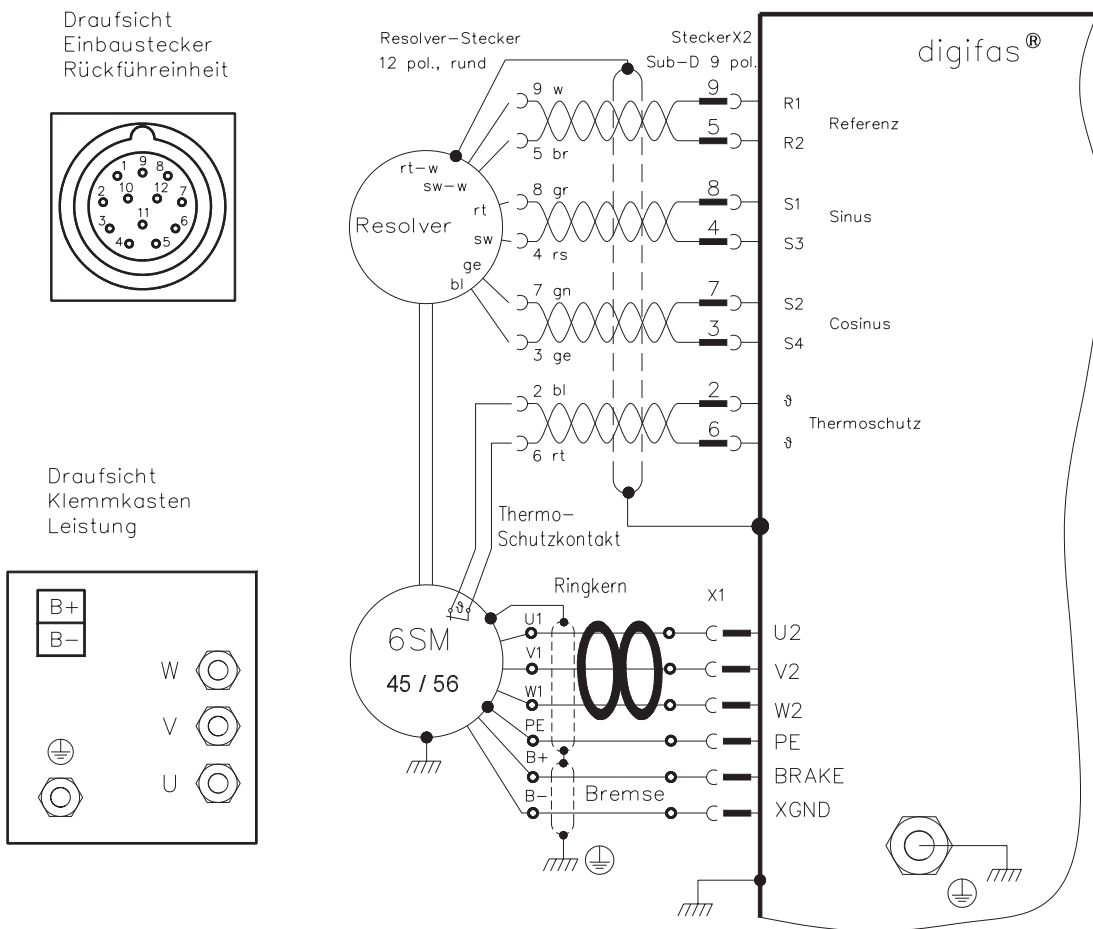 Draufsicht
Einbaustecker
Rückführeinheit
1 9 8
2 10 12 7
11
3 6
4 5
Draufsicht
Klemmkasten
Leistung
B+
B-
W
V
U
Resolver-Stecker
12 pol., rund
SteckerX2
Sub-D 9 pol.
digifas®
9 w 9 R1
Referenz
5 br 5 R2
rt-w
sw-w
8 gr 8 S1
rt
Resolver
Sinus
sw
4 rs 4 S3
ge
bl
7 gn 7 S2
Cosinus
3 ge 3 S4
2 bl 2 ϑ
Thermoschutz
6 rt 6 ϑ
Thermo-
Schutzkontakt
Ringkern
X1
ϑ
6SM
45 / 56
U1 U2
V1 V2
W1 W2
PE PE
B+ BRAKE
B- Bremse XGND